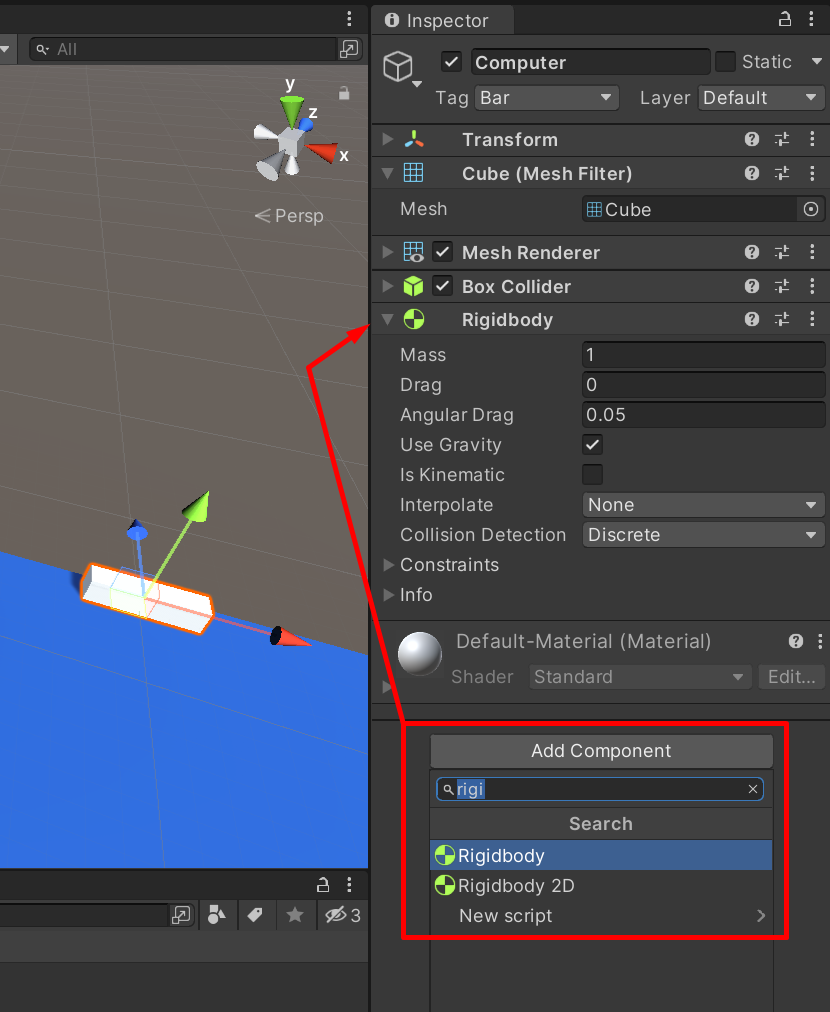 All
y
z
x
Persp
3
Inspector
Computer
Static
Tag Bar Layer Default
Transform
Cube (Mesh Filter)
Mesh Cube
Mesh Renderer
Box Collider
Rigidbody
Mass 1
Drag 0
Angular Drag 0.05
Use Gravity
Is Kinematic
Interpolate None
Collision Detection Discrete
Constraints
Info
Default-Material (Material)
Shader Standard Edit...
Add Component
rigi
Search
Rigidbody
Rigidbody 2D
New script